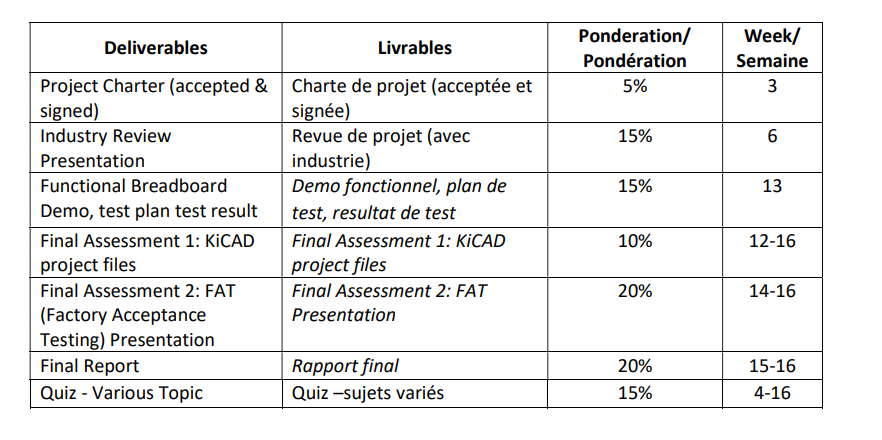 Deliverables Livrables Ponderation/ Pondération Week/ Semaine
Project Charter (accepted & signed) Charte de projet (acceptée et signée) 5% 3
Industry Review Presentation Revue de projet (avec industrie) 15% 6
Functional Breadboard Demo, test plan test result Demo fonctionnel, plan de test, resultat de test 15% 13
Final Assessment 1: KiCAD project files Final Assessment 1: KiCAD project files 10% 12-16
Final Assessment 2: FAT (Factory Acceptance Testing) Presentation Final Assessment 2: FAT Presentation 20% 14-16
Final Report Rapport final 20% 15-16
Quiz - Various Topic Quiz –sujets variés 15% 4-16